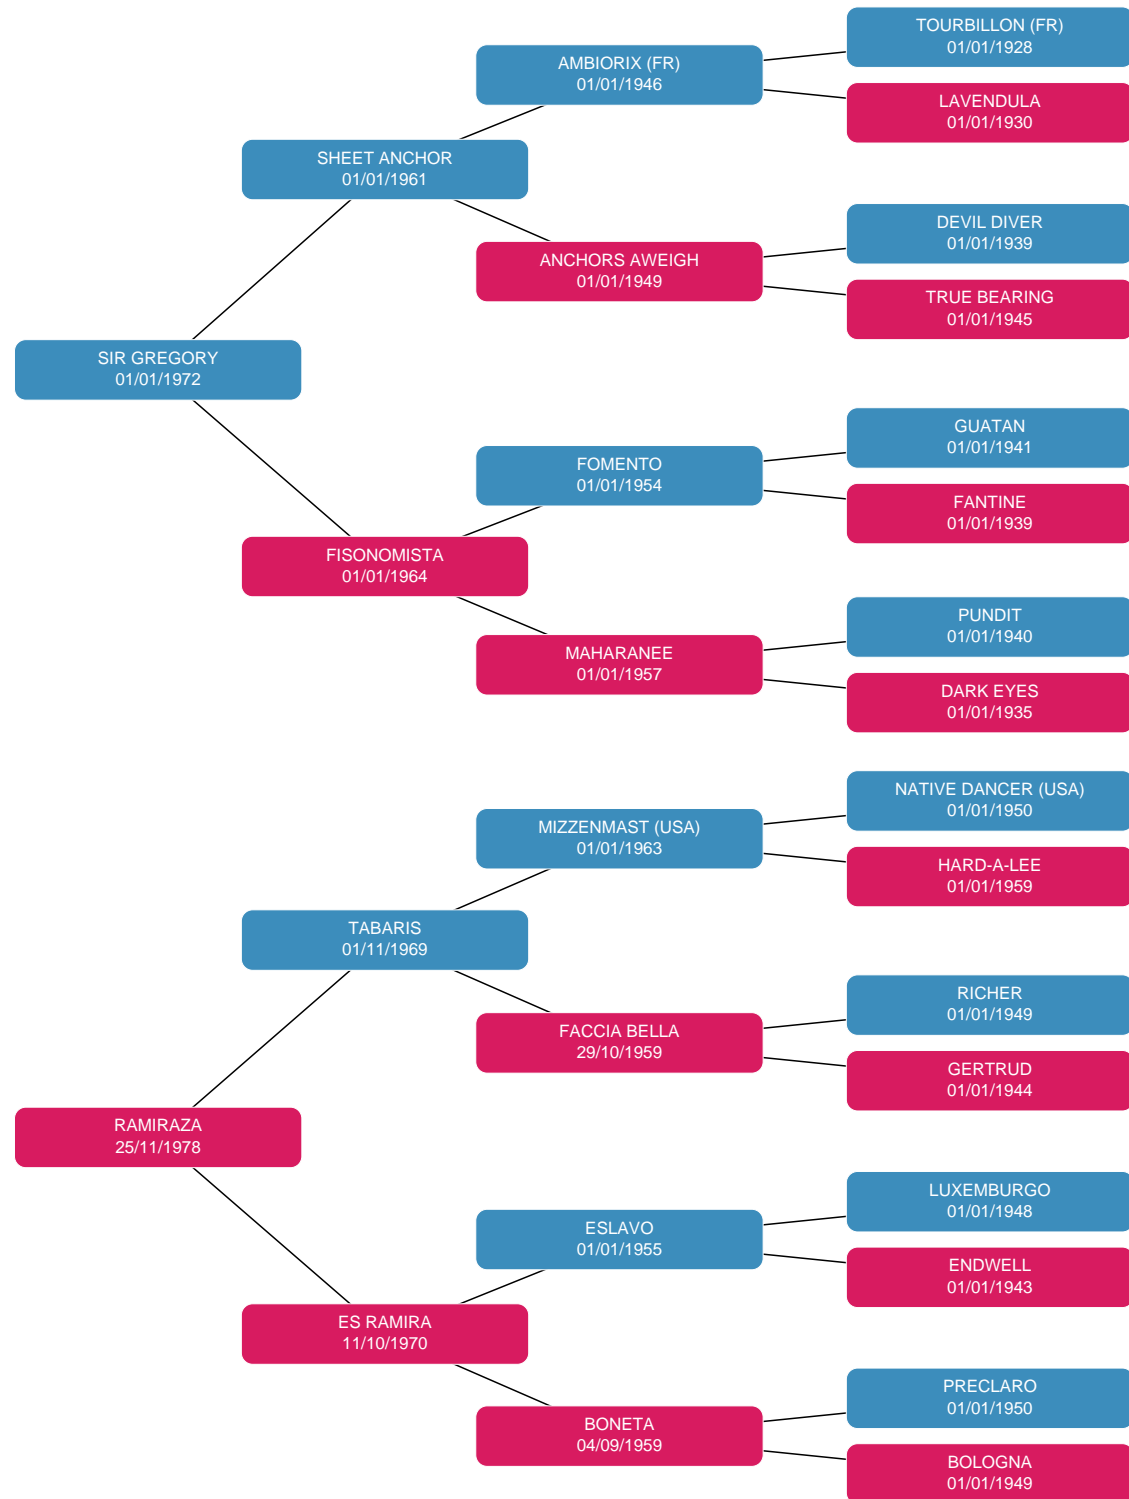 TOURBILLON (FR)
01/01/1928
AMBIORIX (FR)
01/01/1946
LAVENDULA
01/01/1930
SHEET ANCHOR
01/01/1961
DEVIL DIVER
01/01/1939
ANCHORS AWEIGH
01/01/1949
TRUE BEARING
01/01/1945
SIR GREGORY
01/01/1972
GUATAN
01/01/1941
FOMENTO
01/01/1954
FANTINE
01/01/1939
FISONOMISTA
01/01/1964
PUNDIT
01/01/1940
MAHARANEE
01/01/1957
DARK EYES
01/01/1935
NATIVE DANCER (USA)
01/01/1950
MIZZENMAST (USA)
01/01/1963
HARD-A-LEE
01/01/1959
TABARIS
01/11/1969
RICHER
01/01/1949
FACCIA BELLA
29/10/1959
GERTRUD
01/01/1944
RAMIRAZA
25/11/1978
LUXEMBURGO
01/01/1948
ESLAVO
01/01/1955
ENDWELL
01/01/1943
ES RAMIRA
11/10/1970
PRECLARO
01/01/1950
BONETA
04/09/1959
BOLOGNA
01/01/1949